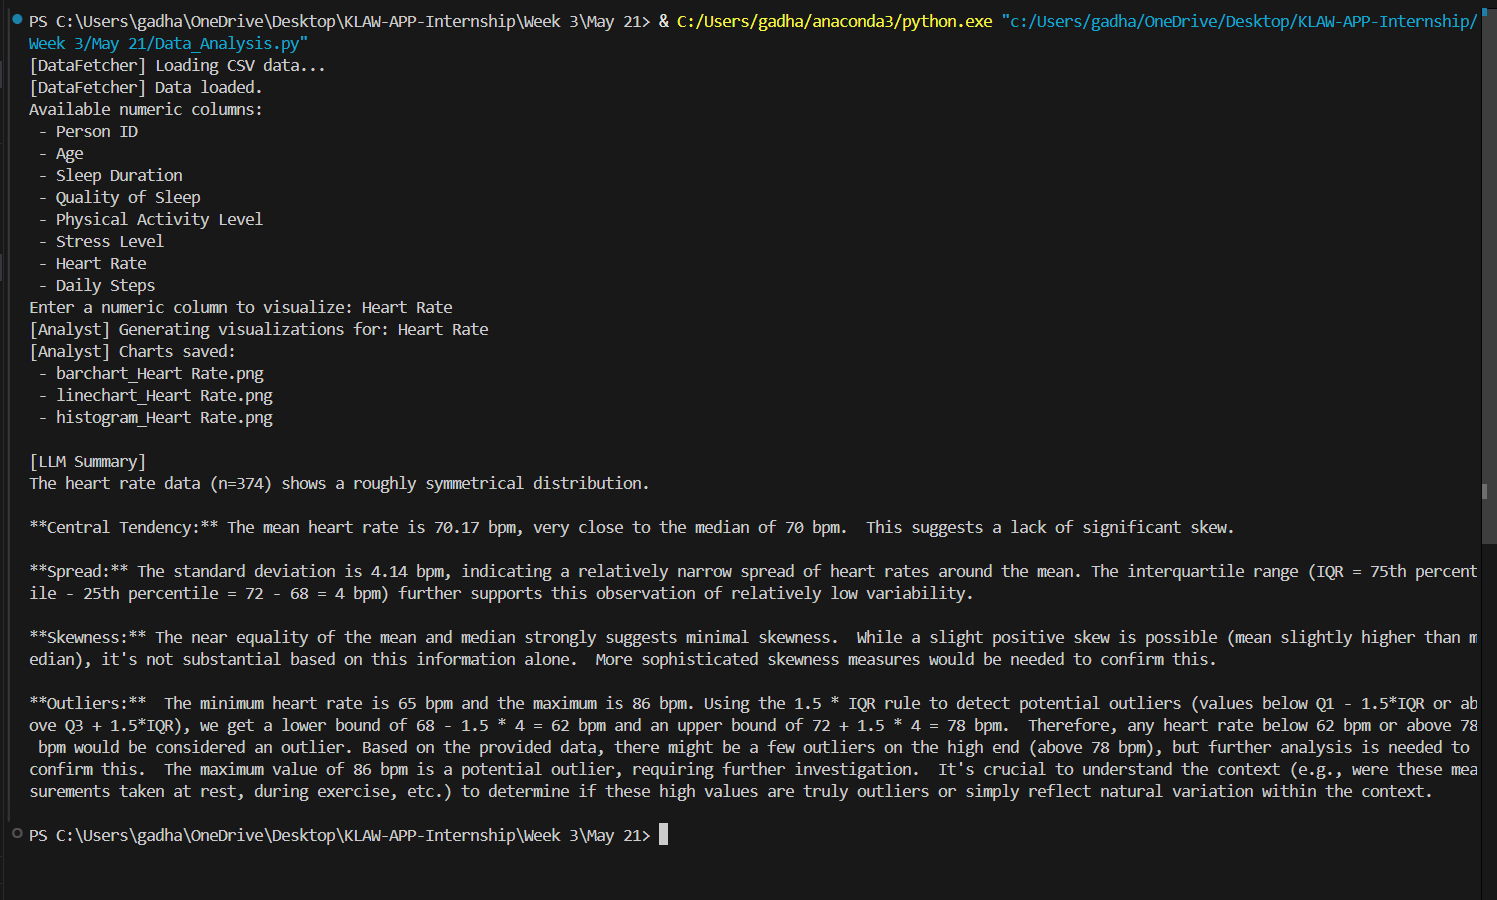 PS C:\Users\gadha\OneDrive\Desktop\KLAW-APP-Internship\Week 3\May 21> & C:/Users/gadha/anaconda3/python.exe "c:/Users/gadha/OneDrive/Desktop/KLAW-APP-Internship/
Week 3/May 21/Data_Analysis.py"
[DataFetcher] Loading CSV data...
[DataFetcher] Data loaded.
Available numeric columns:
 - Person ID
 - Age
 - Sleep Duration
 - Quality of Sleep
 - Physical Activity Level
 - Stress Level
 - Heart Rate
 - Daily Steps
Enter a numeric column to visualize: Heart Rate
[Analyst] Generating visualizations for: Heart Rate
[Analyst] Charts saved:
 - barchart_Heart Rate.png
 - linechart_Heart Rate.png
 - histogram_Heart Rate.png

[LLM Summary]
The heart rate data (n=374) shows a roughly symmetrical distribution.

**Central Tendency:** The mean heart rate is 70.17 bpm, very close to the median of 70 bpm.  This suggests a lack of significant skew.

**Spread:** The standard deviation is 4.14 bpm, indicating a relatively narrow spread of heart rates around the mean. The interquartile range (IQR = 75th percent
ile - 25th percentile = 72 - 68 = 4 bpm) further supports this observation of relatively low variability.

**Skewness:** The near equality of the mean and median strongly suggests minimal skewness.  While a slight positive skew is possible (mean slightly higher than m
edian), it's not substantial based on this information alone.  More sophisticated skewness measures would be needed to confirm this.

**Outliers:**  The minimum heart rate is 65 bpm and the maximum is 86 bpm. Using the 1.5 * IQR rule to detect potential outliers (values below Q1 - 1.5*IQR or ab
ove Q3 + 1.5*IQR), we get a lower bound of 68 - 1.5 * 4 = 62 bpm and an upper bound of 72 + 1.5 * 4 = 78 bpm.  Therefore, any heart rate below 62 bpm or above 78
 bpm would be considered an outlier. Based on the provided data, there might be a few outliers on the high end (above 78 bpm), but further analysis is needed to
confirm this.  The maximum value of 86 bpm is a potential outlier, requiring further investigation.  It's crucial to understand the context (e.g., were these mea
surements taken at rest, during exercise, etc.) to determine if these high values are truly outliers or simply reflect natural variation within the context.

PS C:\Users\gadha\OneDrive\Desktop\KLAW-APP-Internship\Week 3\May 21>